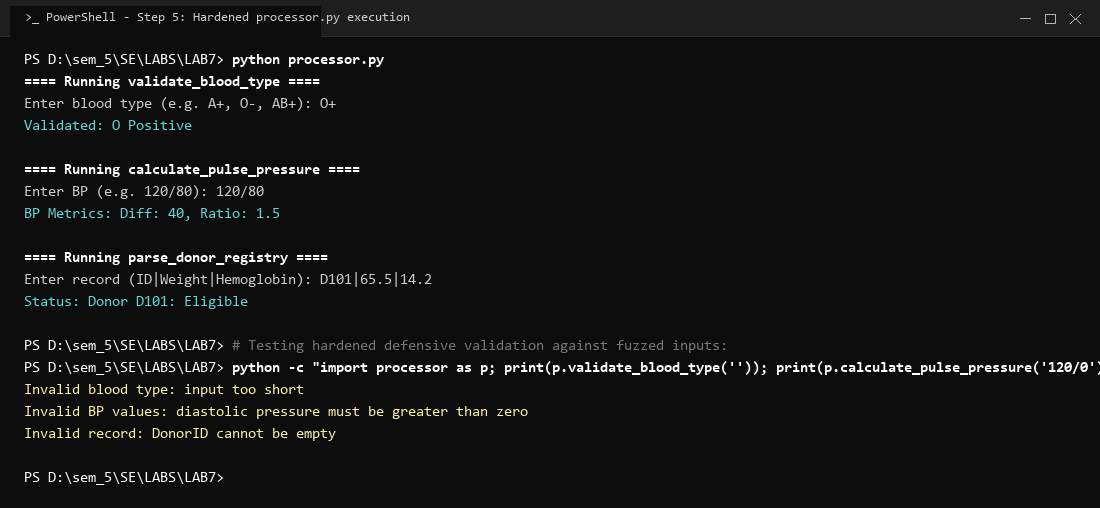 >_ PowerShell - Step 5: Hardened processor.py execution
PS D:\sem_5\SE\LABS\LAB7> python processor.py
==== Running validate_blood_type ====
Enter blood type (e.g. A+, O-, AB+): O+
Validated: O Positive
==== Running calculate_pulse_pressure ====
Enter BP (e.g. 120/80): 120/80
BP Metrics: Diff: 40, Ratio: 1.5
==== Running parse_donor_registry ====
Enter record (ID|Weight|Hemoglobin): D101|65.5|14.2
Status: Donor D101: Eligible
PS D:\sem_5\SE\LABS\LAB7> # Testing hardened defensive validation against fuzzed inputs:
PS D:\sem_5\SE\LABS\LAB7> python -c "import processor as p; print(p.validate_blood_type('')); print(p.calculate_pulse_pressure('120/0')
Invalid blood type: input too short
Invalid BP values: diastolic pressure must be greater than zero
Invalid record: DonorID cannot be empty
PS D:\sem_5\SE\LABS\LAB7>